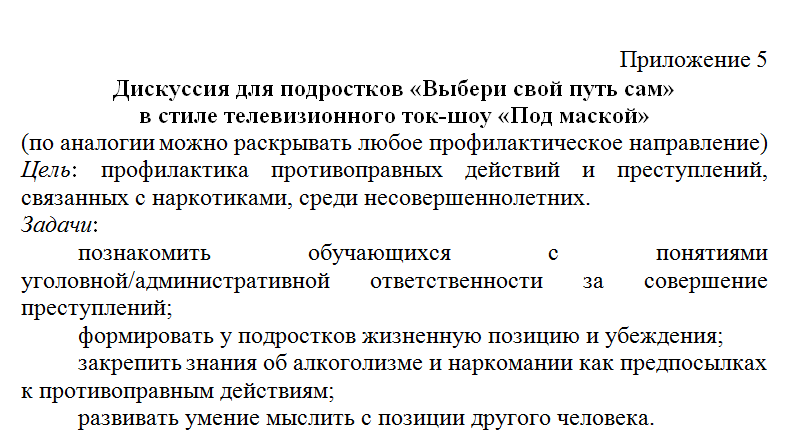 Приложение 5
Дискуссия для подростков «Выбери свой путь сам»
в стиле телевизионного ток-шоу «Под маской»
(по аналогии можно раскрывать любое профилактическое направление)
Цель: профилактика противоправных действий и преступлений,
связанных с наркотиками, среди несовершеннолетних.
Задачи:
познакомить обучающихся с понятиями
уголовной/административной ответственности за совершение
преступлений;
формировать у подростков жизненную позицию и убеждения;
закрепить знания об алкоголизме и наркомании как предпосылках
к противоправным действиям;
развивать умение мыслить с позиции другого человека.